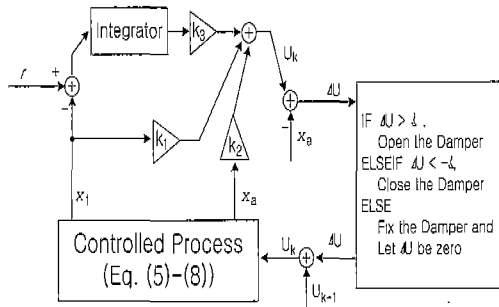 Integrator
k3
r
+
+
-
+
Uk
k1
k2
+
-
xa
ΔU
IF ΔU > δ,
Open the Damper
ELSEIF ΔU < -δ,
Close the Damper
ELSE
Fix the Damper and
Let ΔU be zero
x1
xa
Controlled Process
(Eq. (5)-(8))
Uk
+
ΔU
Uk-1